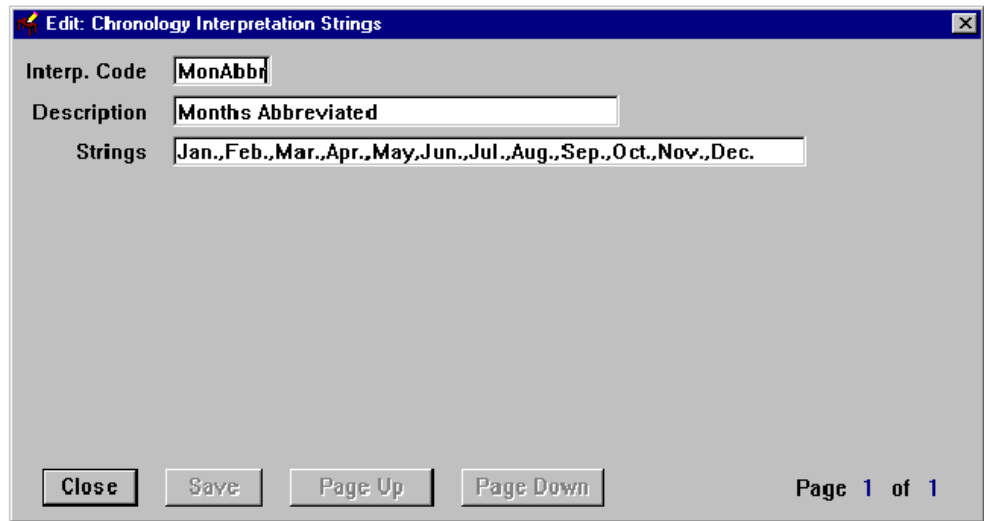 Edit: Chronology Interpretation Strings
Interp. Code MonAbbr
Description Months Abbreviated
Strings Jan.,Feb.,Mar.,Apr.,May,Jun.,Jul.,Aug.,Sep.,Oct.,Nov.,Dec.
Close Save Page Up Page Down Page 1 of 1